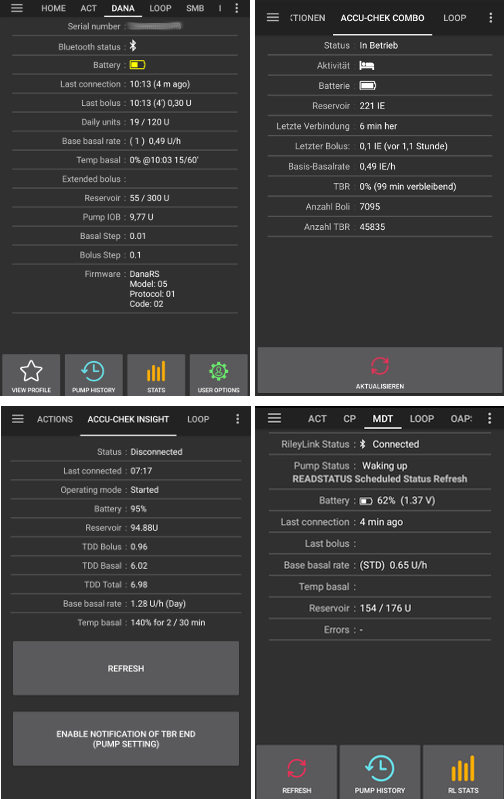 HOME ACT DANA LOOP SMB
Serial number :
Bluetooth status :
Battery :
Last connection : 10:13 (4 m ago)
Last bolus : 10:13 (4') 0,30 U
Daily units : 19 / 120 U
Base basal rate : ( 1 ) 0,49 U/h
Temp basal : 0% @10:03 15/60'
Extended bolus :
Reservoir : 55 / 300 U
Pump IOB : 9,77 U
Basal Step : 0.01
Bolus Step : 0.1
Firmware : DanaRS
Model: 05
Protocol: 01
Code: 02
VIEW PROFILE PUMP HISTORY STATS USER OPTIONS
KTIONEN ACCU-CHEK COMBO LOOP
Status : In Betrieb
Aktivität :
Batterie :
Reservoir : 221 IE
Letzte Verbindung : 6 min her
Letzter Bolus: : 0,1 IE (vor 1,1 Stunde)
Basis-Basalrate : 0,49 IE/h
TBR : 0% (99 min verbleibend)
Anzahl Boli : 7095
Anzahl TBR : 45835
AKTUALISIEREN
ACTIONS ACCU-CHEK INSIGHT LOOP
Status : Disconnected
Last connected : 07:17
Operating mode : Started
Battery : 95%
Reservoir : 94.88U
TDD Bolus : 0.96
TDD Basal : 6.02
TDD Total : 6.98
Base basal rate : 1.28 U/h (Day)
Temp basal : 140% for 2 / 30 min
REFRESH
ENABLE NOTIFICATION OF TBR END
(PUMP SETTING)
ACT CP MDT LOOP OAP
RileyLink Status : Connected
Pump Status : Waking up
READSTATUS Scheduled Status Refresh
Battery : 62% (1.37 V)
Last connection : 4 min ago
Last bolus :
Base basal rate : (STD) 0.65 U/h
Temp basal :
Reservoir : 154 / 176 U
Errors : -
REFRESH PUMP HISTORY RL STATS